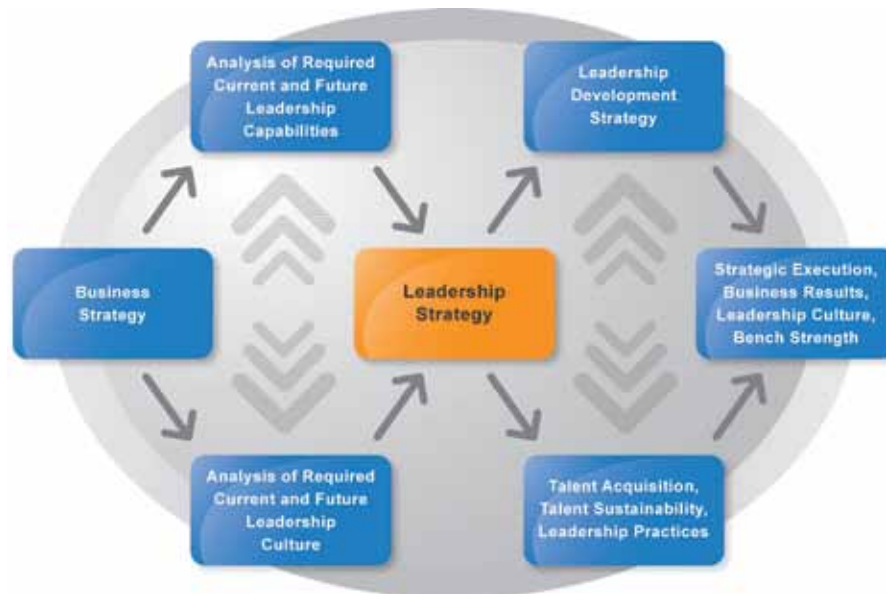 Analysis of Required
Current and Future
Leadership
Capabilities
Leadership
Development
Strategy
Business
Strategy
Leadership
Strategy
Strategic Execution,
Business Results,
Leadership Culture,
Bench Strength
Analysis of Required
Current and Future
Leadership
Culture
Talent Acquisition,
Talent Sustainability,
Leadership Practices